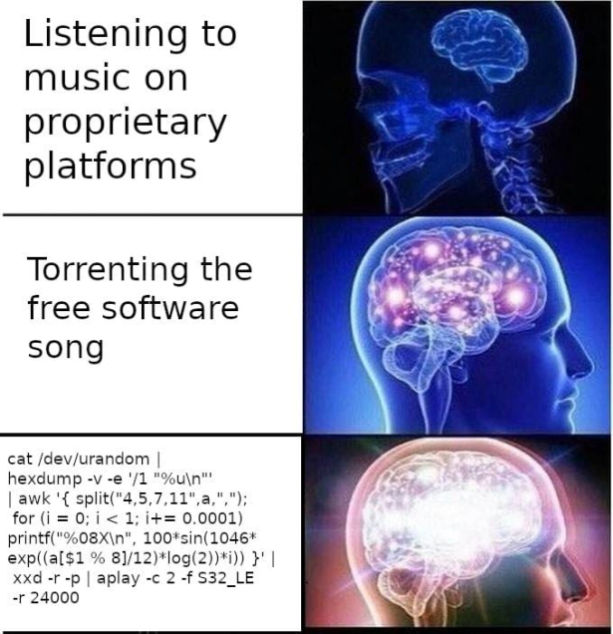 Listening to
music on
proprietary
platforms
Torrenting the
free software
song
cat /dev/urandom |
hexdump -v -e '/1 "%u\n"'
| awk '{ split("4,5,7,11",a,",");
for (i = 0; i < 1; i+= 0.0001)
printf("%08X\n", 100*sin(1046*
exp((a[$1 % 8]/12)*log(2))*i)) }' |
xxd -r -p | aplay -c 2 -f S32_LE
-r 24000